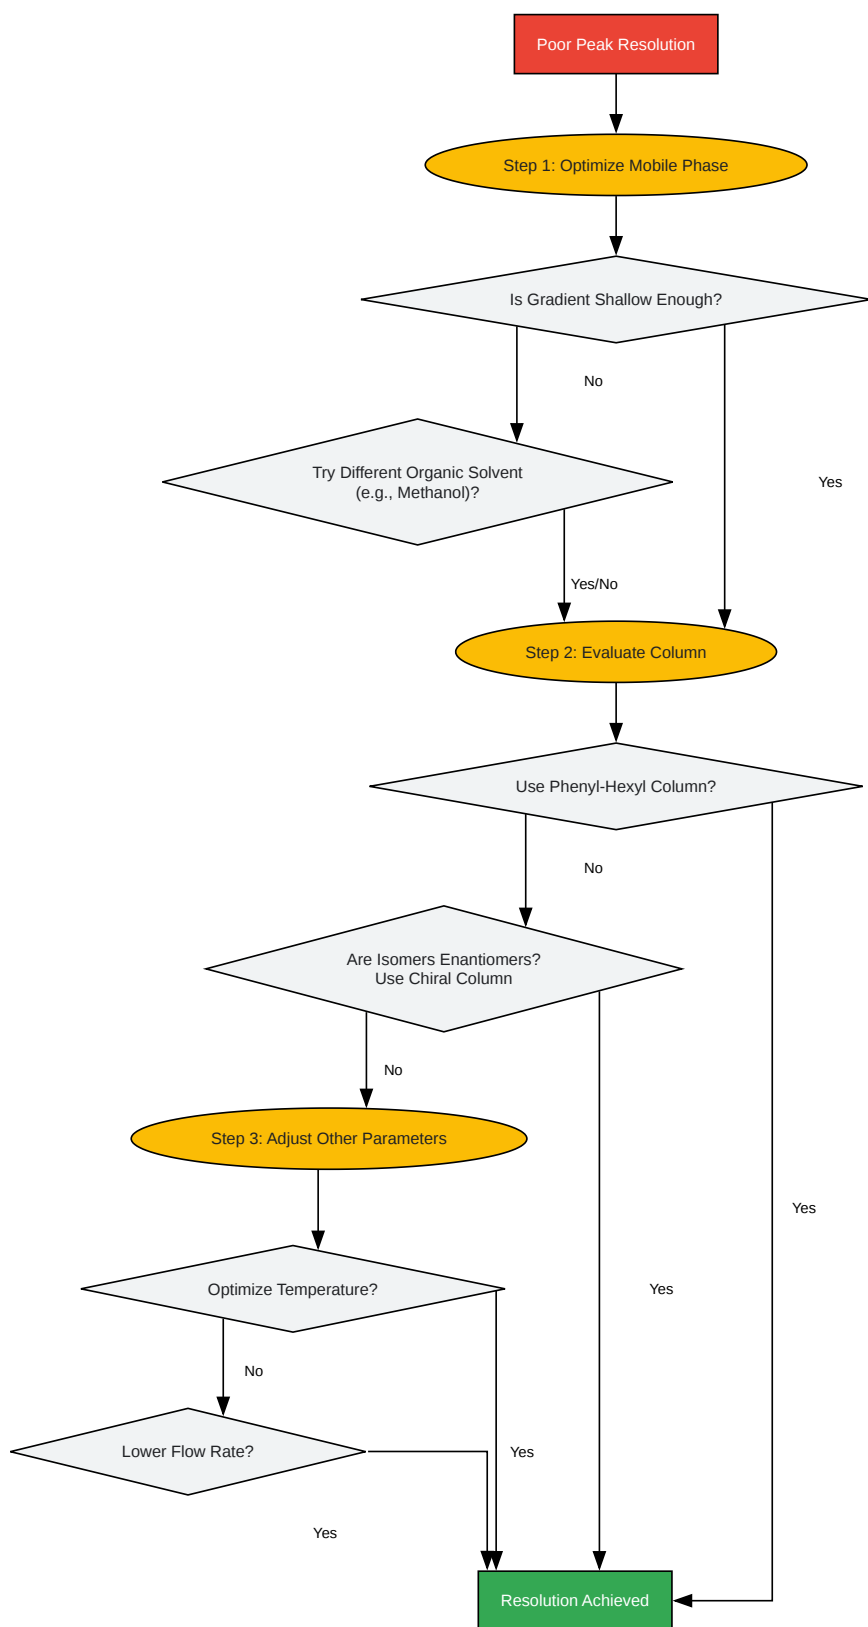 Poor Peak Resolution
Step 1: Optimize Mobile Phase
Is Gradient Shallow Enough?
No
Try Different Organic Solvent
(e.g., Methanol)?
Yes
Yes/No
Step 2: Evaluate Column
Use Phenyl-Hexyl Column?
No
Are Isomers Enantiomers?
Use Chiral Column
No
Step 3: Adjust Other Parameters
Yes
Optimize Temperature?
Yes
No
Lower Flow Rate?
Yes
Yes
Resolution Achieved